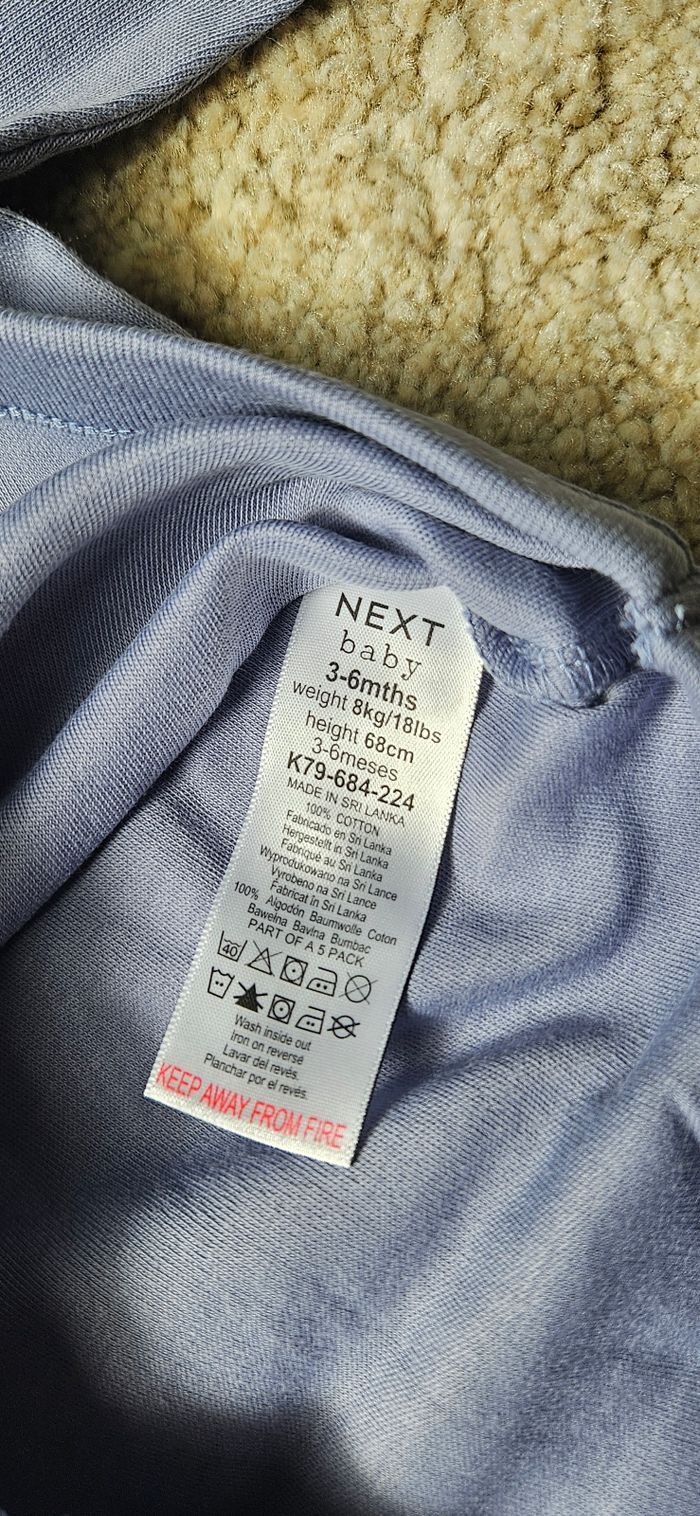 NEXT
baby
3-6mths
weight 8kg/18lbs
height 68cm
3-6meses
K79-684-224
MADE IN SRI LANKA
100% COTTON
Fabricado en Sri Lanka
Hergestellt in Sri Lanka
Fabriqué au Sri Lanka
Wyprodukowano na Sri Lance
Vyrobeno na Sri Lance
Fabricat în Sri Lanka
100% Algodón Baumwolle Coton
Bawełna Bavlna Bumbac
PART OF A 5 PACK
40
Wash inside out
Iron on reverse
Lavar del revés.
Planchar por el revés.
KEEP AWAY FROM FIRE